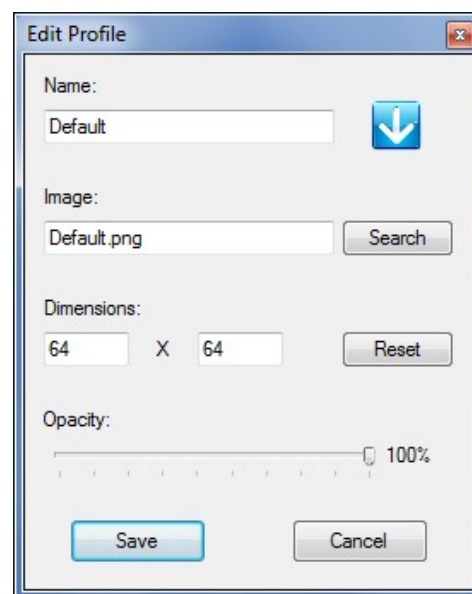 Edit Profile
Name:
Default
Image:
Default.png
Search
Dimensions:
64 X 64
Reset
Opacity:
100%
Save
Cancel